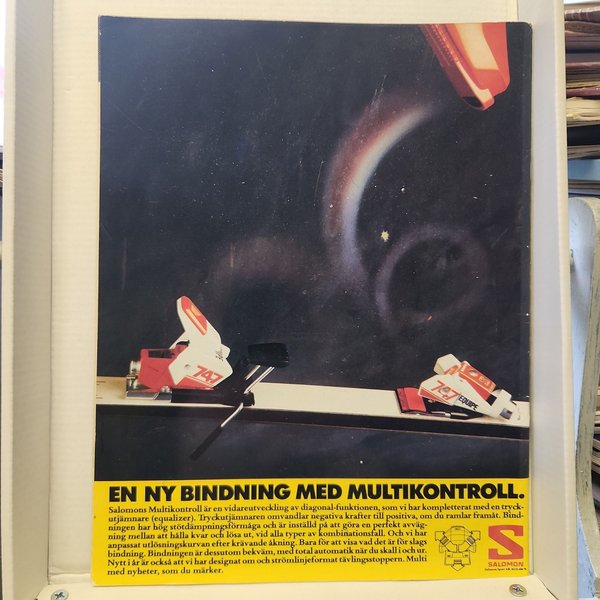 747
747
EQUIPE
EN NY BINDNING MED MULTIKONTROLL.
Salomons Multikontroll är en vidareutveckling av diagonal-funktionen, som vi har kompletterat med en tryck-
utjämnare (equalizer). Tryckutjämnaren omvandlar negativa krafter till positiva, om du ramlar framåt. Bind-
ningen har hög stötdämpningsförmåga och är inställd på att göra en perfekt avväg-
ning mellan att hålla kvar och lösa ut, vid alla typer av kombinationsfall. Och vi har
anpassat utlösningskurvan efter krävande åkning. Bara för att visa vad det är för slags
bindning. Bindningen är dessutom bekväm, med total automatik när du skall i och ur.
Nytt i år är också att vi har designat om och strömlinjeformat tävlingsstoppern. Multi
med nyheter, som du märker.
S
SALOMON